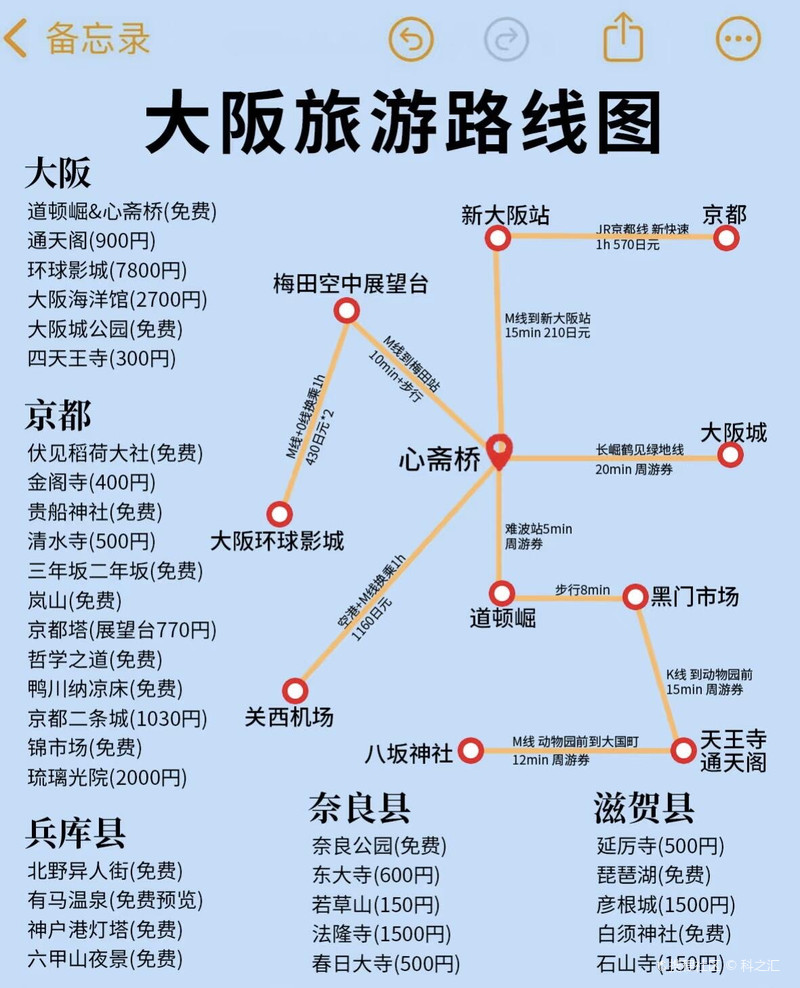 备忘录
大阪旅游路线图
大阪
道顿崛&心斋桥(免费)
通天阁(900円)
环球影城(7800円)
大阪海洋馆(2700円)
大阪城公园(免费)
四天王寺(300円)
京都
伏见稻荷大社(免费)
金阁寺(400円)
贵船神社(免费)
清水寺(500円)
三年坂二年坂(免费)
岚山(免费)
京都塔(展望台770円)
哲学之道(免费)
鸭川纳凉床(免费)
京都二条城(1030円)
锦市场(免费)
琉璃光院(2000円)
兵库县
北野异人街(免费)
有马温泉(免费预览)
神户港灯塔(免费)
六甲山夜景(免费)
新大阪站
京都
JR京都线 新快速
1h 570日元
梅田空中展望台
M线到新大阪站
15min 210日元
M线到梅田站
10min+步行
M线+0线换乘1h
430日元*2
心斋桥
大阪城
长崛鹤见绿地线
20min 周游券
大阪环球影城
难波站5min
周游券
空港+M线换乘1h
1160日元
道顿崛
步行8min
黑门市场
关西机场
K线 到动物园前
15min 周游券
八坂神社
M线 动物园前到大国町
12min 周游券
天王寺
通天阁
奈良县
奈良公园(免费)
东大寺(600円)
若草山(150円)
法隆寺(1500円)
春日大寺(500円)
滋贺县
延厉寺(500円)
琵琶湖(免费)
彦根城(1500円)
白须神社(免费)
石山寺
© 科之汇